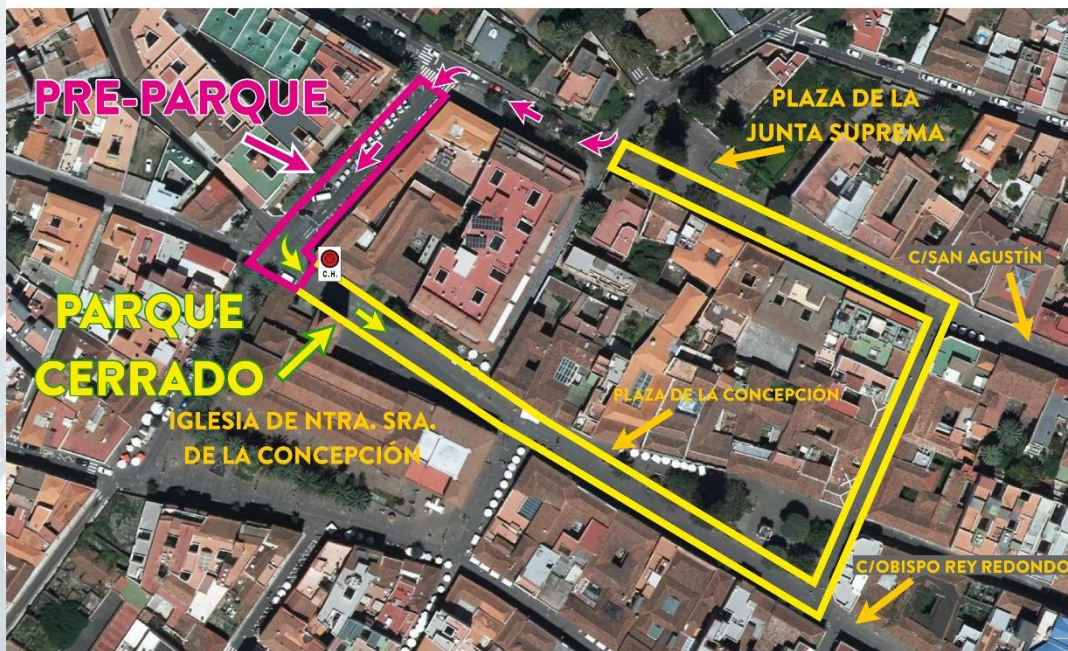 PRE-PARQUE
PLAZA DE LA
JUNTA SUPREMA
C/SAN AGUSTÍN
C.H.
PARQUE
CERRADO
PLAZA DE LA CONCEPCIÓN
IGLESIA DE NTRA. SRA.
DE LA CONCEPCIÓN
C/OBISPO REY REDONDO